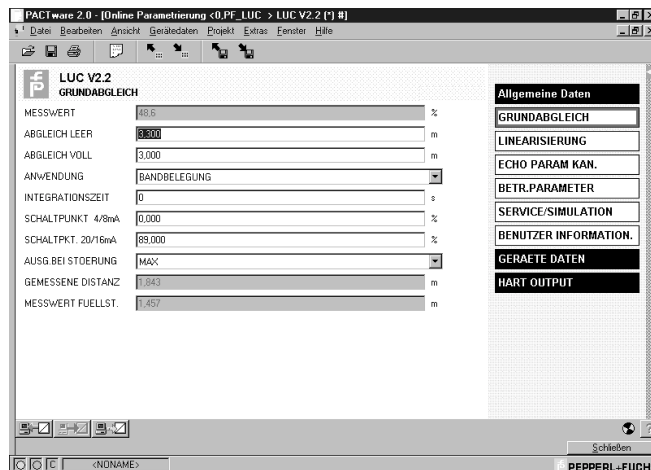 PACTware 2.0 - [Online Parametrierung <0,PF_LUC > LUC V2.2 (*) #]
Datei Bearbeiten Ansicht Gerätedaten Projekt Extras Fenster Hilfe
LUC V2.2
GRUNDABGLEICH
MESSWERT 48,6 %
ABGLEICH LEER 3,300 m
ABGLEICH VOLL 3,000 m
ANWENDUNG BANDBELEGUNG
INTEGRATIONSZEIT 0 s
SCHALTPUNKT 4/8mA 0,000 %
SCHALTPKT. 20/16mA 89,000 %
AUSG.BEI STOERUNG MAX
GEMESSENE DISTANZ 1,843 m
MESSWERT FUELLST. 1,457 m
Allgemeine Daten
GRUNDABGLEICH
LINEARISIERUNG
ECHO PARAM KAN.
BETR.PARAMETER
SERVICE/SIMULATION
BENUTZER INFORMATION.
GERAETE DATEN
HART OUTPUT
?
Schließen
C <NONAME> PEPPERL+FUCH